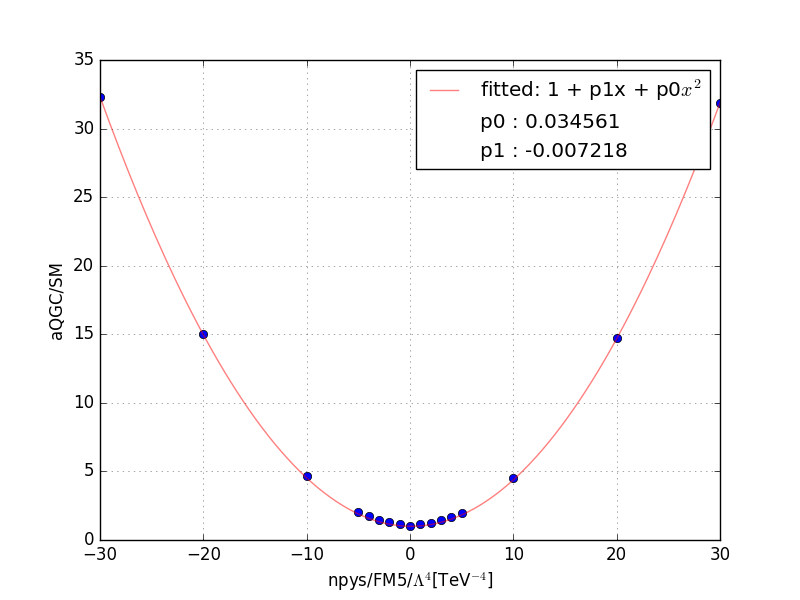 35
30
25
20
15
10
5
0
aQGC/SM
fitted: 1 + p1x + p0x²
p0 : 0.034561
p1 : -0.007218
−30 −20 −10 0 10 20 30
npys/FM5/Λ⁴[TeV⁻⁴]